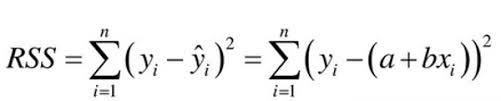 RSS = \sum_{i=1}^{n} (y_i - \hat{y}_i)^2 = \sum_{i=1}^{n} (y_i - (a + bx_i))^2